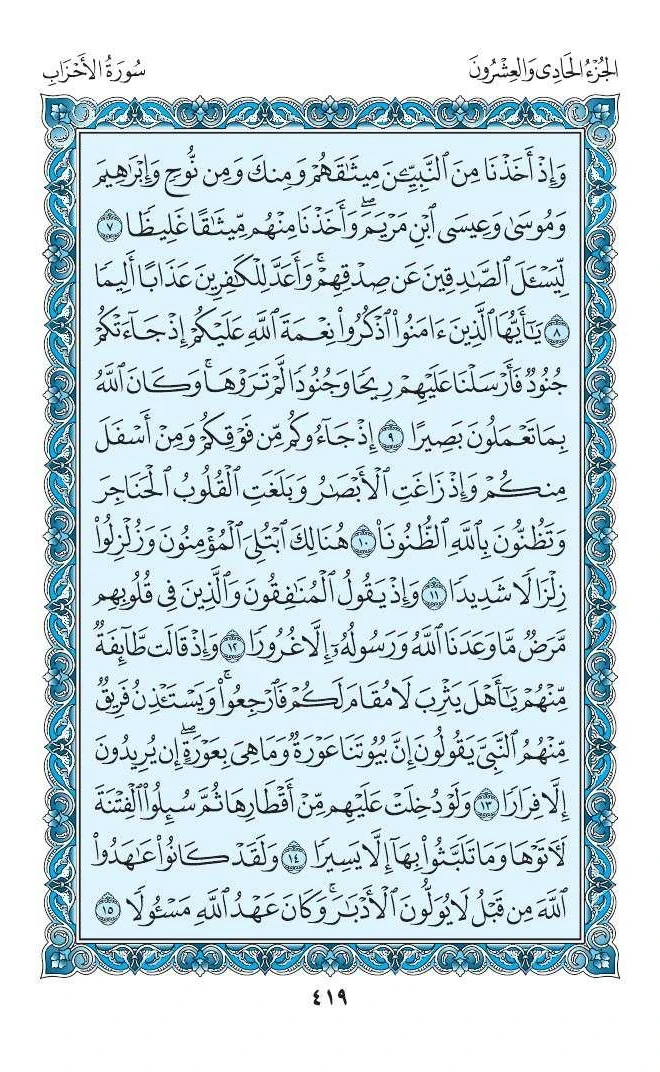 الجُزْءُ الحَادِى وَالعِشْرُونَ
سُورَةُ الأَحْزَابِ
وَإِذْ أَخَذْنَا مِنَ ٱلنَّبِيِّـۧنَ مِيثَٰقَهُمْ وَمِنكَ وَمِن نُّوحٍ وَإِبْرَٰهِيمَ
وَمُوسَىٰ وَعِيسَى ٱبْنِ مَرْيَمَۖ وَأَخَذْنَا مِنْهُم مِّيثَٰقًا غَلِيظًا ٧
لِّيَسْـَٔلَ ٱلصَّٰدِقِينَ عَن صِدْقِهِمْۚ وَأَعَدَّ لِلْكَٰفِرِينَ عَذَابًا أَلِيمًا
٨ يَٰٓأَيُّهَا ٱلَّذِينَ ءَامَنُوا۟ ٱذْكُرُوا۟ نِعْمَةَ ٱللَّهِ عَلَيْكُمْ إِذْ جَآءَتْكُمْ
جُنُودٌ فَأَرْسَلْنَا عَلَيْهِمْ رِيحًا وَجُنُودًا لَّمْ تَرَوْهَاۚ وَكَانَ ٱللَّهُ
بِمَا تَعْمَلُونَ بَصِيرًا ٩ إِذْ جَآءُوكُم مِّن فَوْقِكُمْ وَمِنْ أَسْفَلَ
مِنكُمْ وَإِذْ زَاغَتِ ٱلْأَبْصَٰرُ وَبَلَغَتِ ٱلْقُلُوبُ ٱلْحَنَاجِرَ
وَتَظُنُّونَ بِٱللَّهِ ٱلظُّنُونَا۠ ١٠ هُنَالِكَ ٱبْتُلِىَ ٱلْمُؤْمِنُونَ وَزُلْزِلُوا۟
زِلْزَالًا شَدِيدًا ١١ وَإِذْ يَقُولُ ٱلْمُنَٰفِقُونَ وَٱلَّذِينَ فِى قُلُوبِهِم
مَّرَضٌ مَّا وَعَدَنَا ٱللَّهُ وَرَسُولُهُۥٓ إِلَّا غُرُورًا ١٢ وَإِذْ قَالَت طَّآئِفَةٌ
مِّنْهُمْ يَٰٓأَهْلَ يَثْرِبَ لَا مُقَامَ لَكُمْ فَٱرْجِعُوا۟ۚ وَيَسْتَـْٔذِنُ فَرِيقٌ
مِّنْهُمُ ٱلنَّبِىَّ يَقُولُونَ إِنَّ بُيُوتَنَا عَوْرَةٌ وَمَا هِىَ بِعَوْرَةٍۖ إِن يُرِيدُونَ
إِلَّا فِرَارًا ١٣ وَلَوْ دُخِلَتْ عَلَيْهِم مِّنْ أَقْطَارِهَا ثُمَّ سُئِلُوا۟ ٱلْفِتْنَةَ
لَـَٔاتَوْهَا وَمَا تَلَبَّثُوا۟ بِهَآ إِلَّا يَسِيرًا ١٤ وَلَقَدْ كَانُوا۟ عَٰهَدُوا۟
ٱللَّهَ مِن قَبْلُ لَا يُوَلُّونَ ٱلْأَدْبَٰرَۚ وَكَانَ عَهْدُ ٱللَّهِ مَسْـُٔولًا ١٥
٤١٩